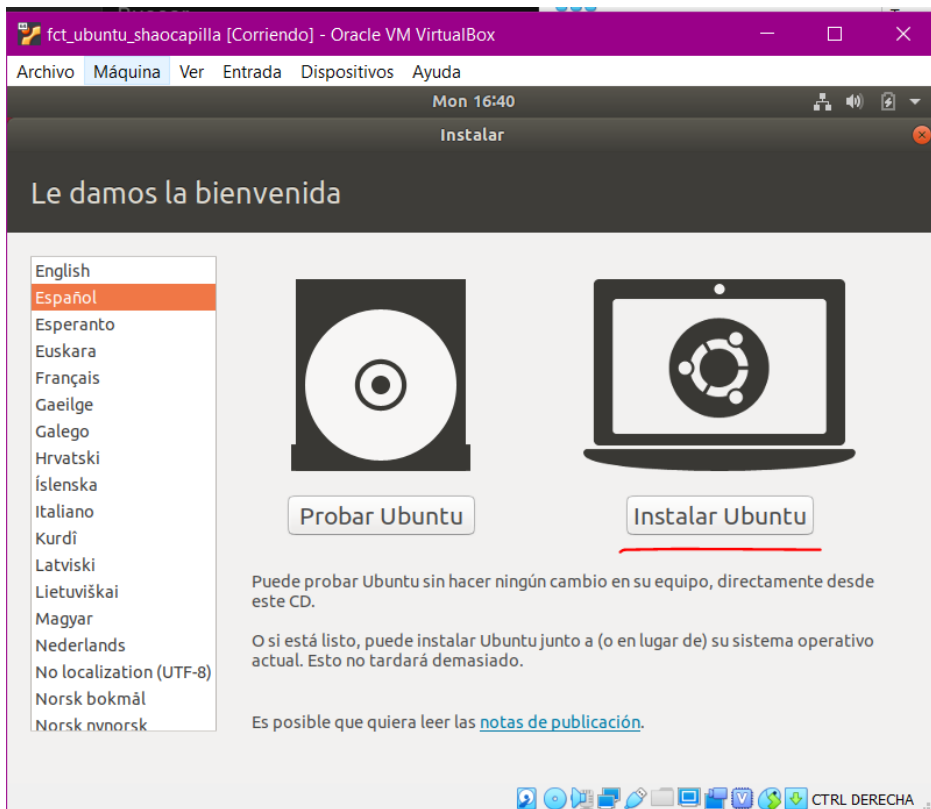 fct_ubuntu_shaocapilla [Corriendo] - Oracle VM VirtualBox
Archivo Máquina Ver Entrada Dispositivos Ayuda
Mon 16:40
Instalar
Le damos la bienvenida
English
Español
Esperanto
Euskara
Français
Gaeilge
Galego
Hrvatski
Íslenska
Italiano
Kurdî
Latviski
Lietuviškai
Magyar
Nederlands
No localization (UTF-8)
Norsk bokmål
Norsk nynorsk
Probar Ubuntu
Instalar Ubuntu
Puede probar Ubuntu sin hacer ningún cambio en su equipo, directamente desde
este CD.
O si está listo, puede instalar Ubuntu junto a (o en lugar de) su sistema operativo
actual. Esto no tardará demasiado.
Es posible que quiera leer las notas de publicación.
CTRL DERECHA